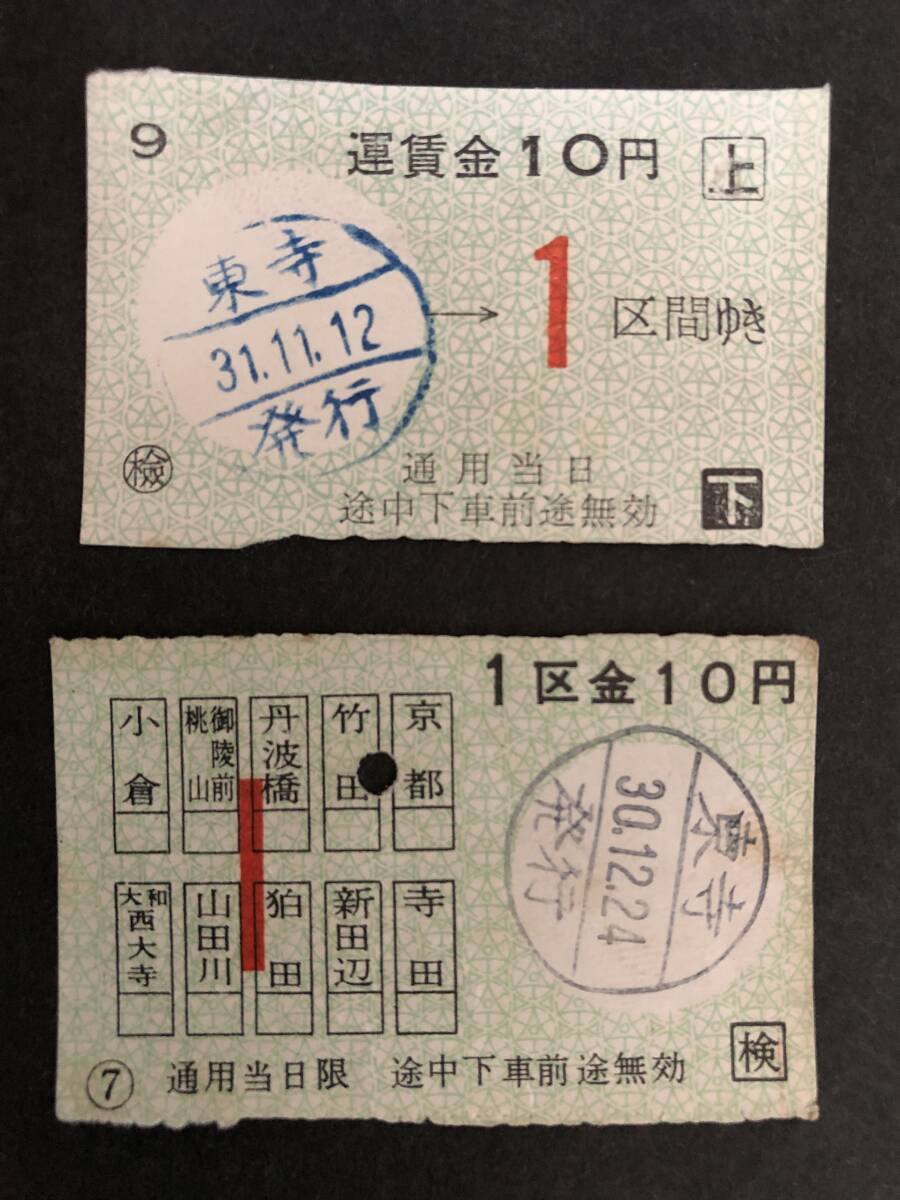 9 運賃金10円 上
東寺
31.11.12
発行
→ 1 区間ゆき
検
通用当日
途中下車前途無効
下
1区金10円
京都
竹田
丹波橋
桃山御陵前
小倉
寺田
新田辺
狛田
山田川
大和西大寺
東寺
30.12.24
発行
⑦ 通用当日限 途中下車前途無効 検